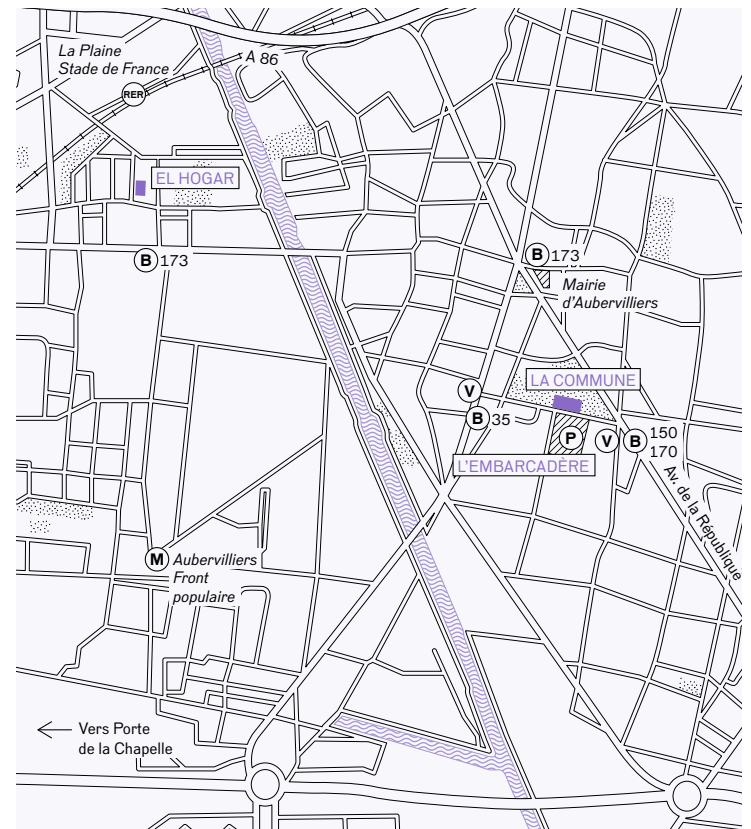 La Plaine
Stade de France
A 86
RER
EL HOGAR
B 173
B 173
Mairie
d'Aubervilliers
LA COMMUNE
V
B 35
P
V
B 150
170
L'EMBARCADÈRE
Av. de la République
M Aubervilliers
Front
populaire
Vers Porte
de la Chapelle